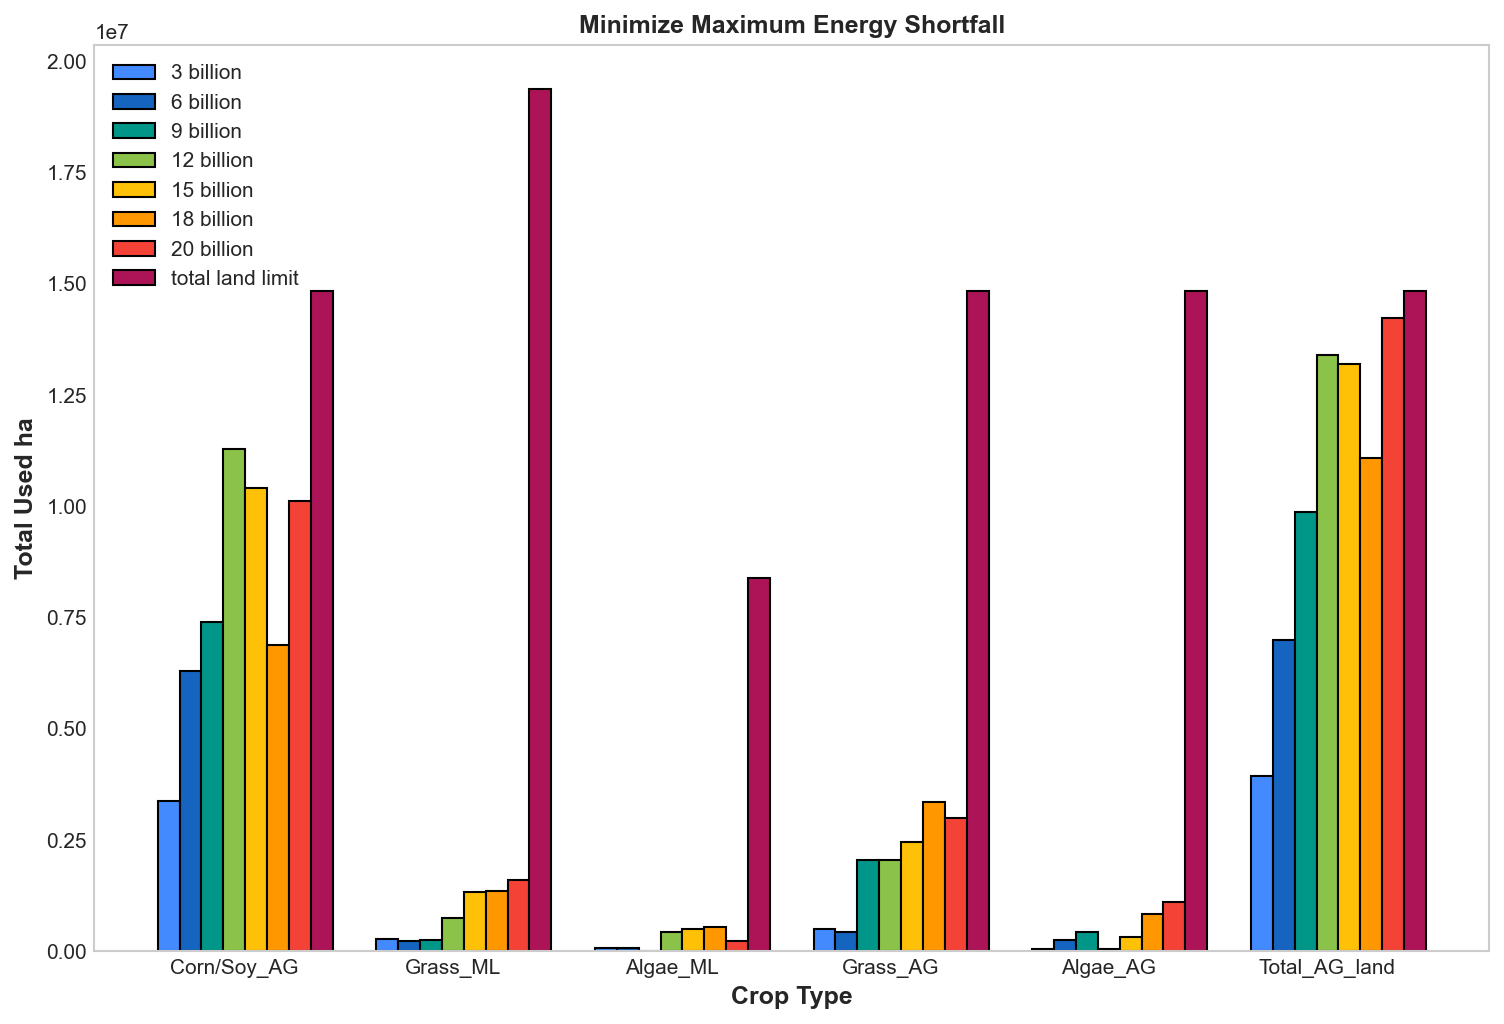 Minimize Maximum Energy Shortfall
1e7
2.00
1.75
1.50
1.25
1.00
0.75
0.50
0.25
0.00
Total Used ha
3 billion
6 billion
9 billion
12 billion
15 billion
18 billion
20 billion
total land limit
Corn/Soy_AG
Grass_ML
Algae_ML
Grass_AG
Algae_AG
Total_AG_land
Crop Type